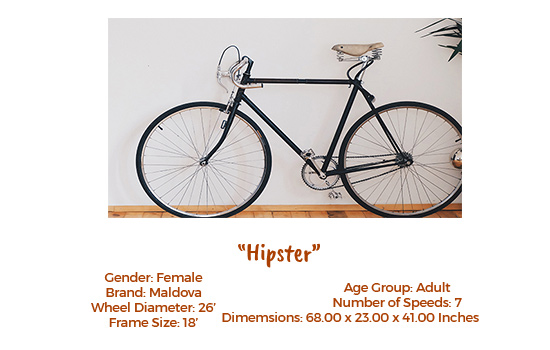 “Hipster”
Gender: Female
Brand: Maldova
Wheel Diameter: 26’
Frame Size: 18’
Age Group: Adult
Number of Speeds: 7
Dimemsions: 68.00 x 23.00 x 41.00 Inches